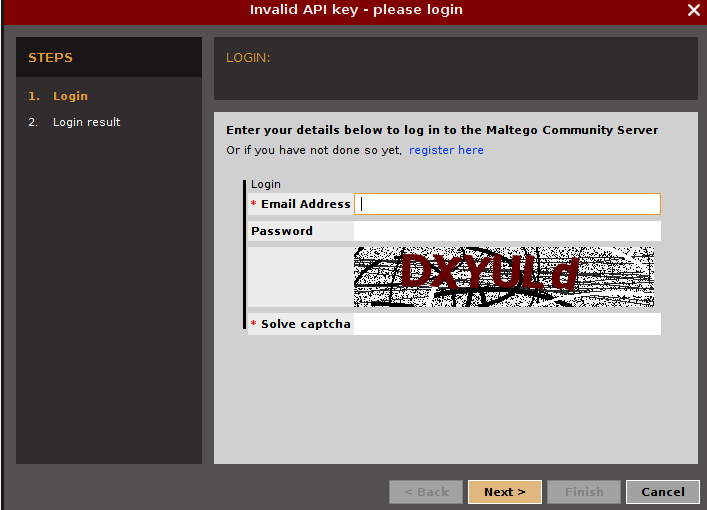 Invalid API key - please login
STEPS
1. Login
2. Login result
LOGIN:
Enter your details below to log in to the Maltego Community Server
Or if you have not done so yet, register here
Login
* Email Address
Password
DXYULd
* Solve captcha
< Back
Next >
Finish
Cancel